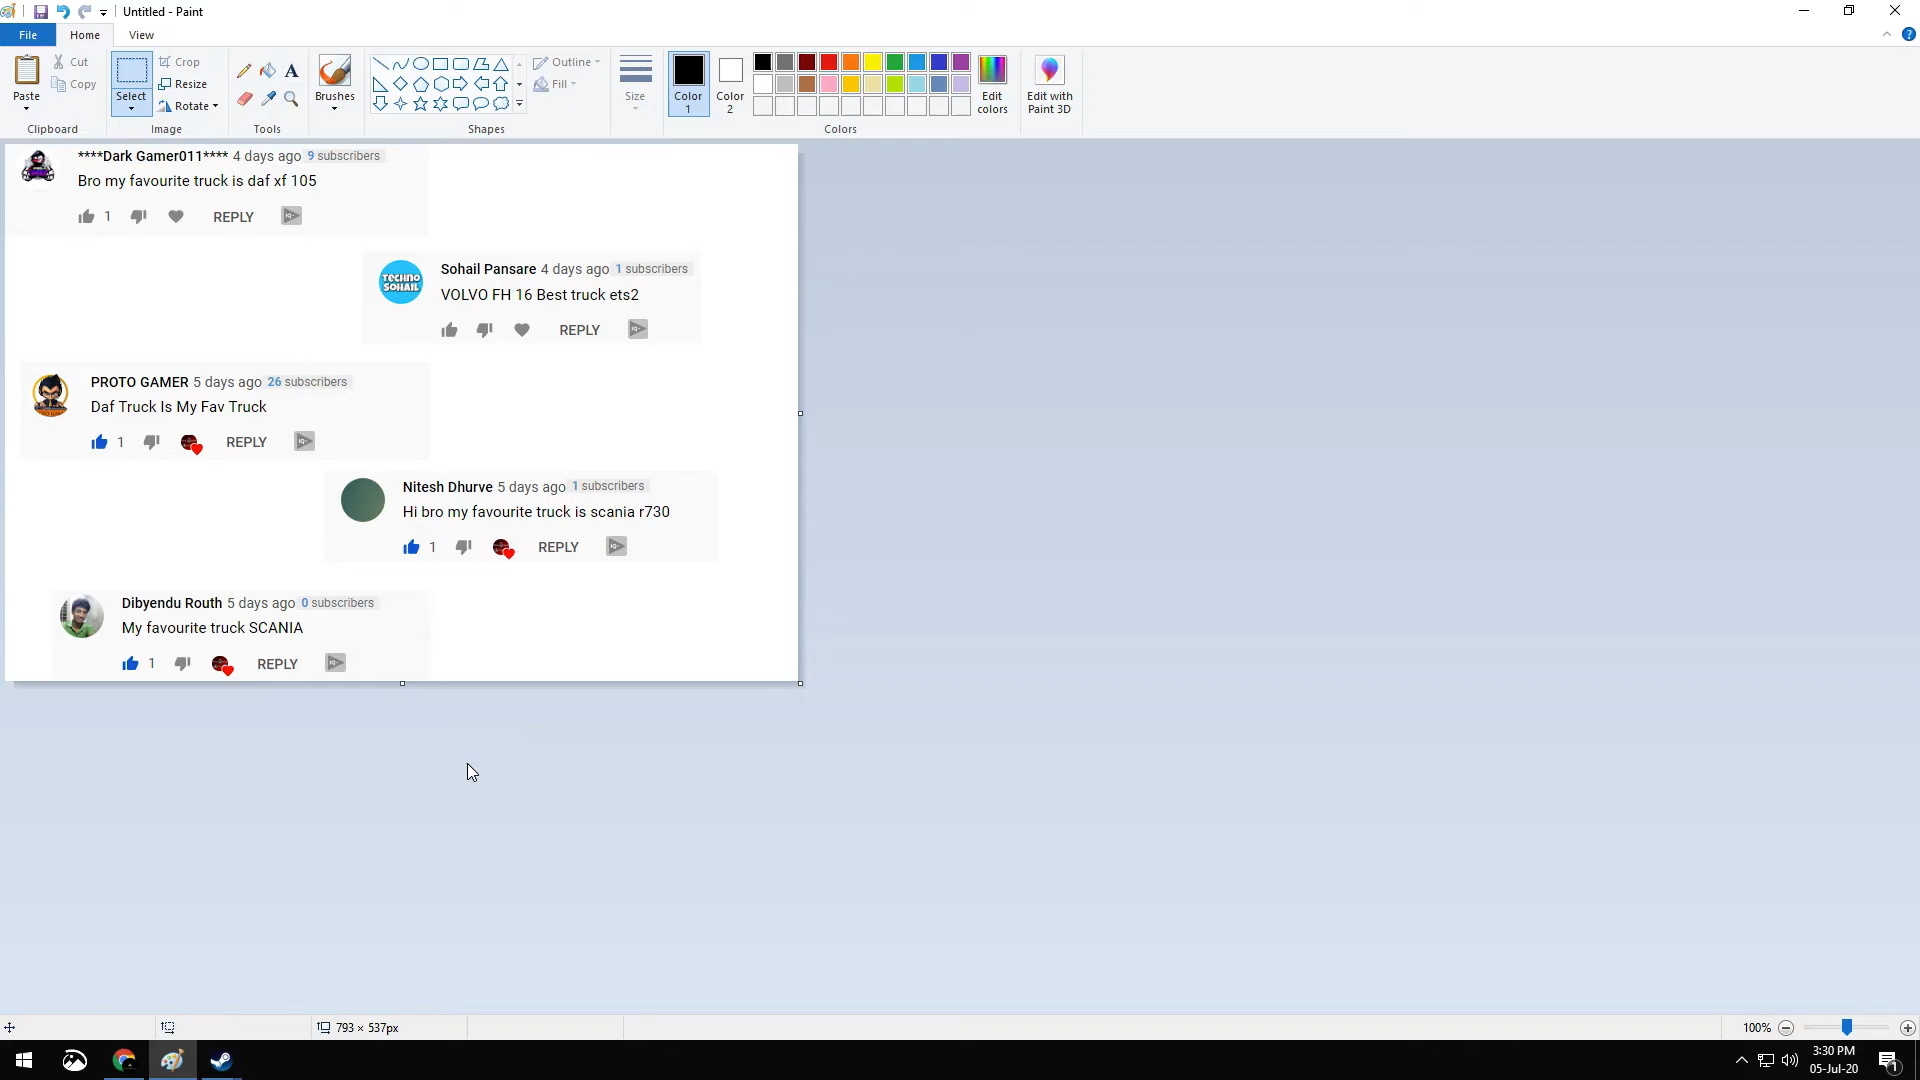 Untitled - Paint
File Home View
Paste
Cut
Copy
Clipboard
Select
Crop
Resize
Rotate
Image
A
Tools
Brushes
Shapes
Outline
Fill
Size
Color 1
Color 2
Colors
Edit colors
Edit with Paint 3D
****Dark Gamer011**** 4 days ago 9 subscribers
Bro my favourite truck is daf xf 105
1 REPLY
TECHNO
SOHAIL
Sohail Pansare 4 days ago 1 subscribers
VOLVO FH 16 Best truck ets2
REPLY
PROTO GAMER 5 days ago 26 subscribers
Daf Truck Is My Fav Truck
1 REPLY
Nitesh Dhurve 5 days ago 1 subscribers
Hi bro my favourite truck is scania r730
1 REPLY
Dibyendu Routh 5 days ago 0 subscribers
My favourite truck SCANIA
1 REPLY
793 × 537px
100%
3:30 PM
05-Jul-20
1